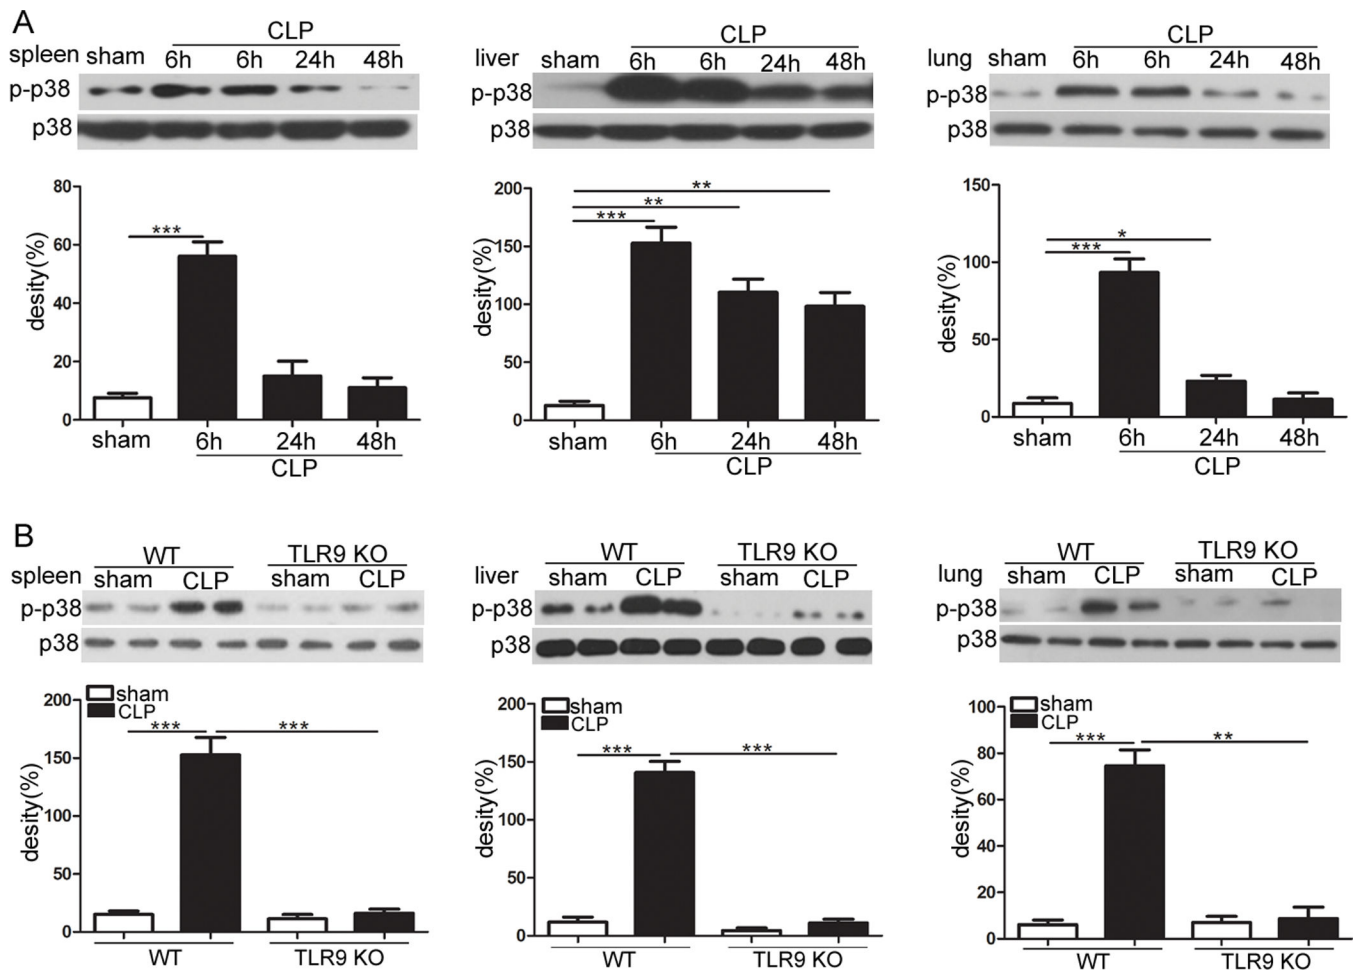 A
CLP
spleen sham 6h 6h 24h 48h
p-p38
p38
80
60
40
20
0
desity(%)
***
sham 6h 24h 48h
CLP
CLP
liver sham 6h 6h 24h 48h
p-p38
p38
200
150
100
50
0
desity(%)
**
**
***
sham 6h 24h 48h
CLP
CLP
lung sham 6h 6h 24h 48h
p-p38
p38
150
100
50
0
desity(%)
*
***
sham 6h 24h 48h
CLP
B
WT TLR9 KO
spleen sham CLP sham CLP
p-p38
p38
200
150
100
50
0
desity(%)
sham
CLP
*** ***
WT TLR9 KO
WT TLR9 KO
liver sham CLP sham CLP
p-p38
p38
200
150
100
50
0
desity(%)
sham
CLP
*** ***
WT TLR9 KO
WT TLR9 KO
lung sham CLP sham CLP
p-p38
p38
100
80
60
40
20
0
desity(%)
sham
CLP
*** **
WT TLR9 KO